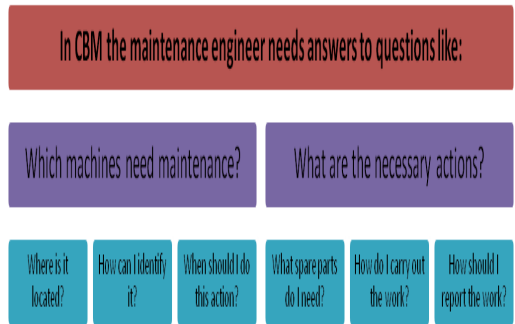 In CBM the maintenance engineer needs answers to questions like:
Which machines need maintenance?
What are the necessary actions?
Where is it
located?
How can I identify
it?
When should I do
this action?
What spare parts
do I need?
How do I carry out
the work?
How should I
report the work?